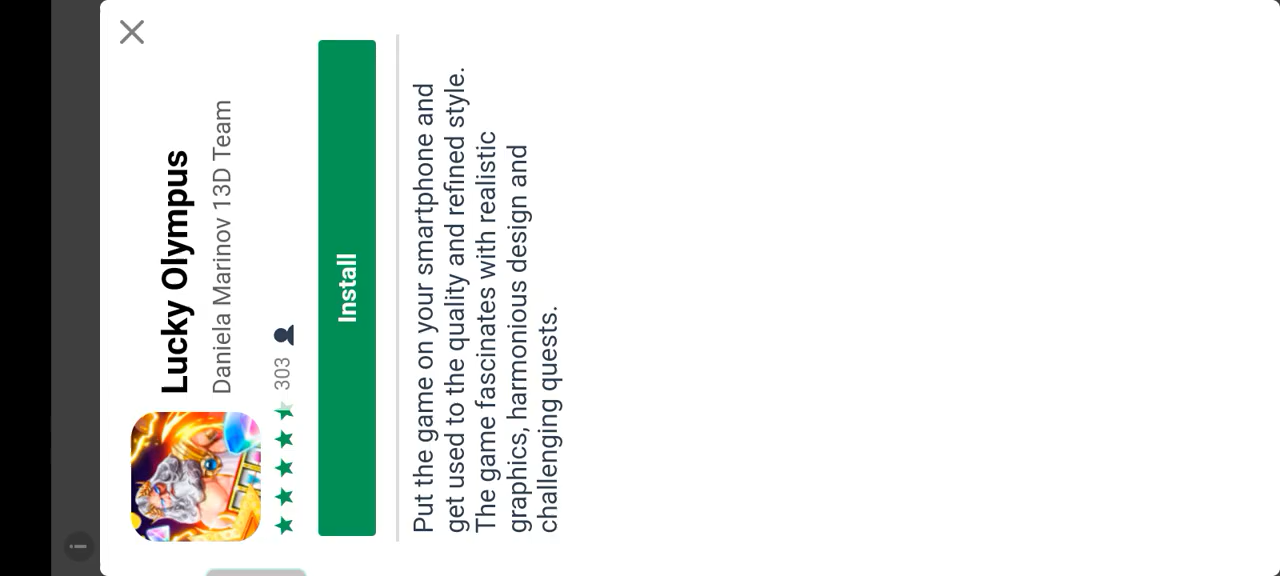 Lucky Olympus
Daniela Marinov 13D Team
303
Install
Put the game on your smartphone and
get used to the quality and refined style.
The game fascinates with realistic
graphics, harmonious design and
challenging quests.